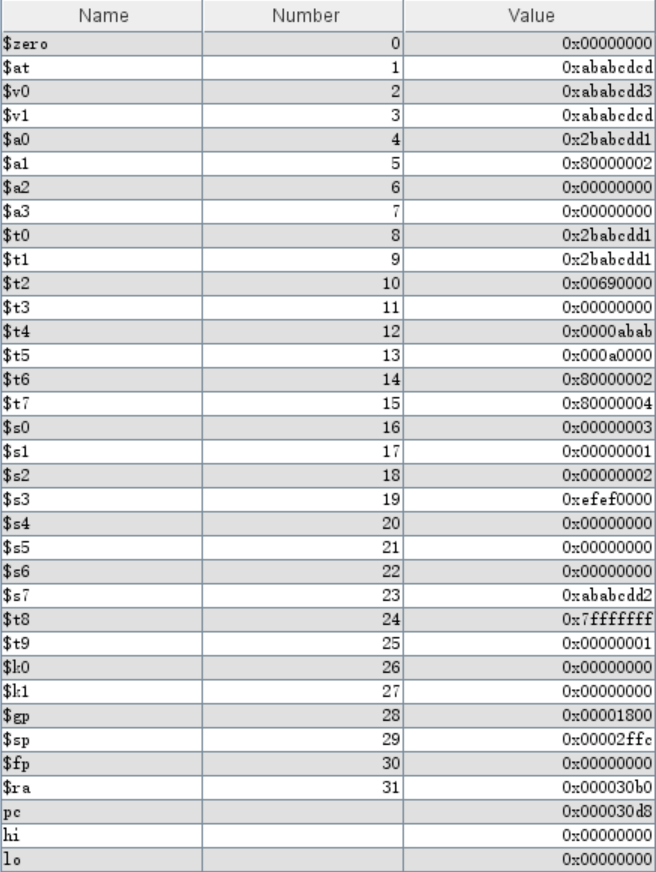 Name Number Value
$zero 0 0x00000000
$at 1 0xababcdcd
$v0 2 0xababcdd3
$v1 3 0xababcdcd
$a0 4 0x2babcdd1
$a1 5 0x80000002
$a2 6 0x00000000
$a3 7 0x00000000
$t0 8 0x2babcdd1
$t1 9 0x2babcdd1
$t2 10 0x00690000
$t3 11 0x00000000
$t4 12 0x0000abab
$t5 13 0x000a0000
$t6 14 0x80000002
$t7 15 0x80000004
$s0 16 0x00000003
$s1 17 0x00000001
$s2 18 0x00000002
$s3 19 0xefef0000
$s4 20 0x00000000
$s5 21 0x00000000
$s6 22 0x00000000
$s7 23 0xababcdd2
$t8 24 0x7fffffff
$t9 25 0x00000001
$k0 26 0x00000000
$k1 27 0x00000000
$gp 28 0x00001800
$sp 29 0x00002ffc
$fp 30 0x00000000
$ra 31 0x000030b0
pc 0x000030d8
hi 0x00000000
lo 0x00000000